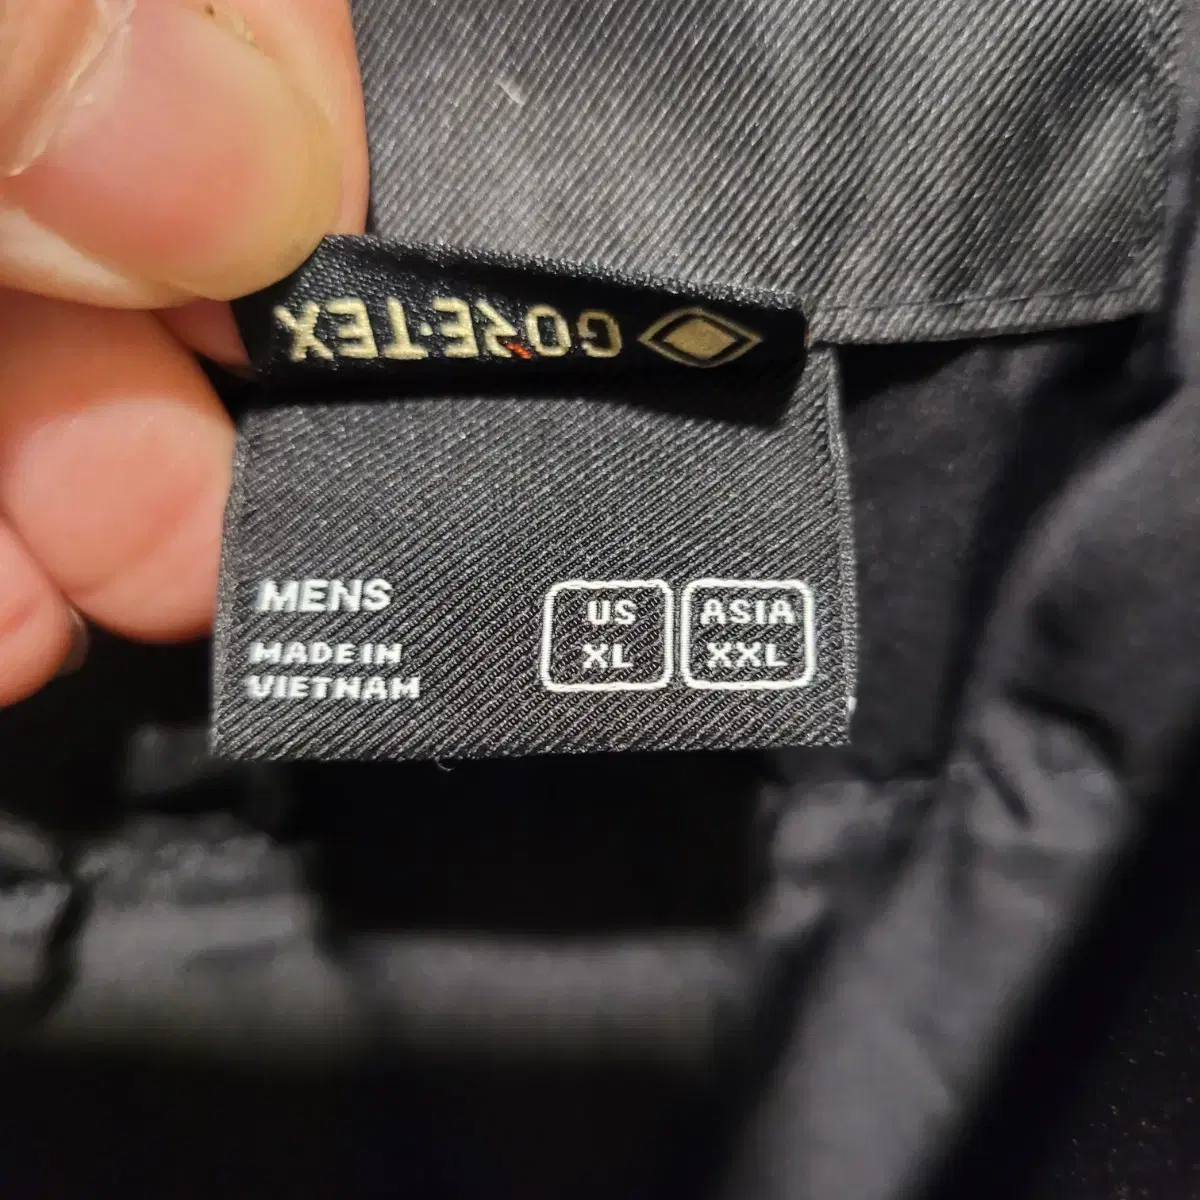 GORE-TEX
MENS
MADE IN
VIETNAM
US
XL
ASIA
XXL